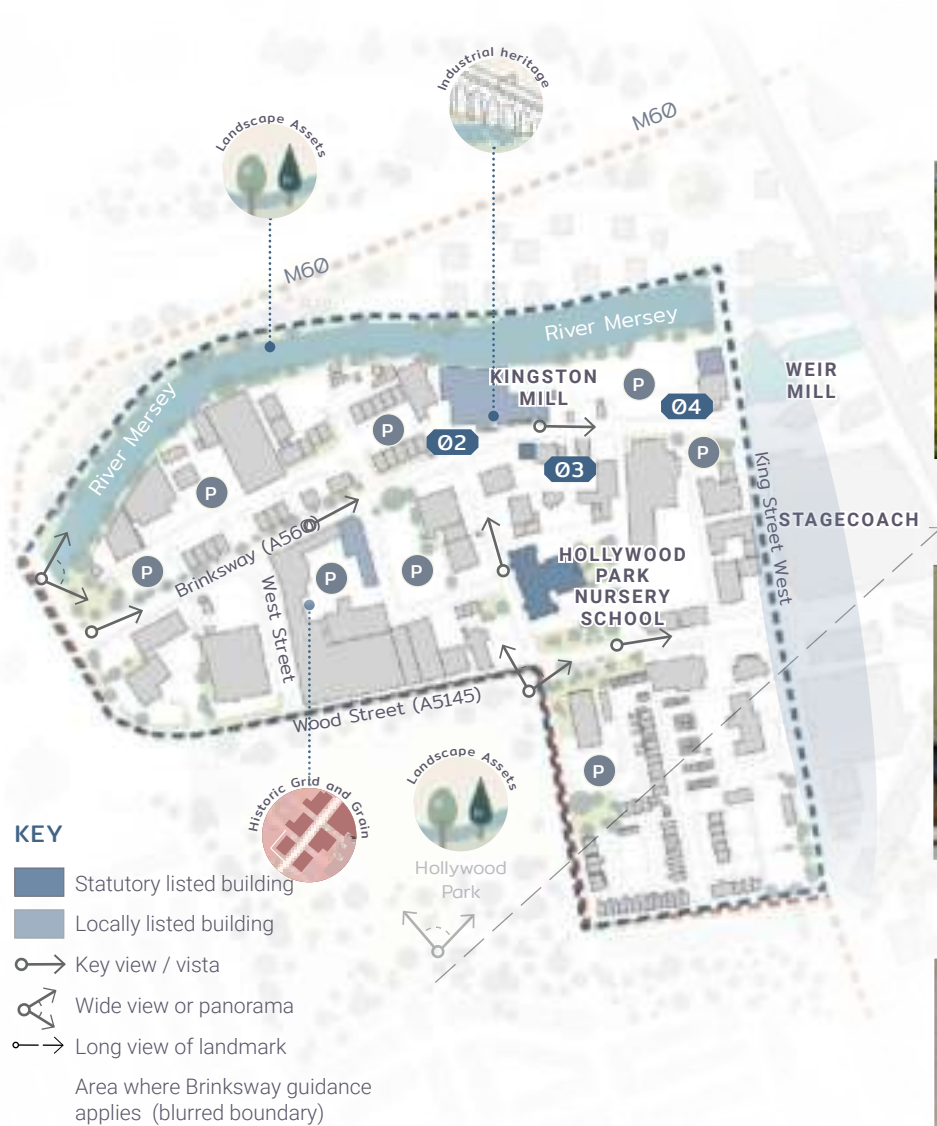 Industrial heritage
Landscape Assets
M60
M60
River Mersey
KINGSTON
MILL
P
WEIR
MILL
04
02
P
03
P
River Mersey
P
King Street West
STAGECOACH
Brinksway (A560)
HOLLYWOOD
PARK
NURSERY
SCHOOL
P
P
P
West Street
Wood Street (A5145)
P
Landscape Assets
Historic Grid and Grain
Hollywood
Park
KEY
Statutory listed building
Locally listed building
Key view / vista
Wide view or panorama
Long view of landmark
Area where Brinksway guidance
applies (blurred boundary)